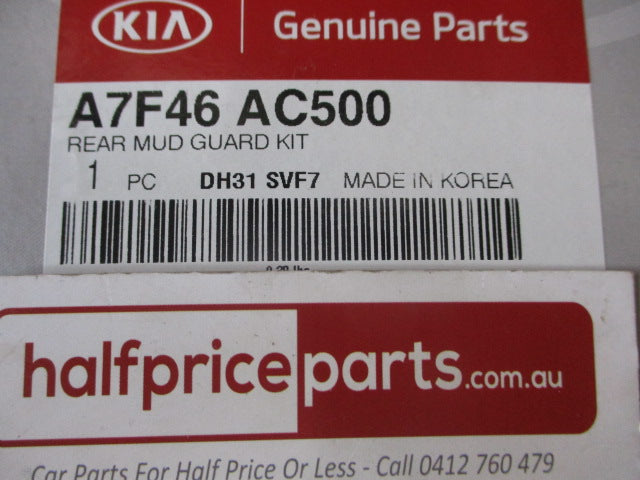 KIA Genuine Parts
A7F46 AC500
REAR MUD GUARD KIT
1 PC DH31 SVF7 MADE IN KOREA
halfpriceparts.com.au
Car Parts For Half Price Or Less - Call 0412 760 479